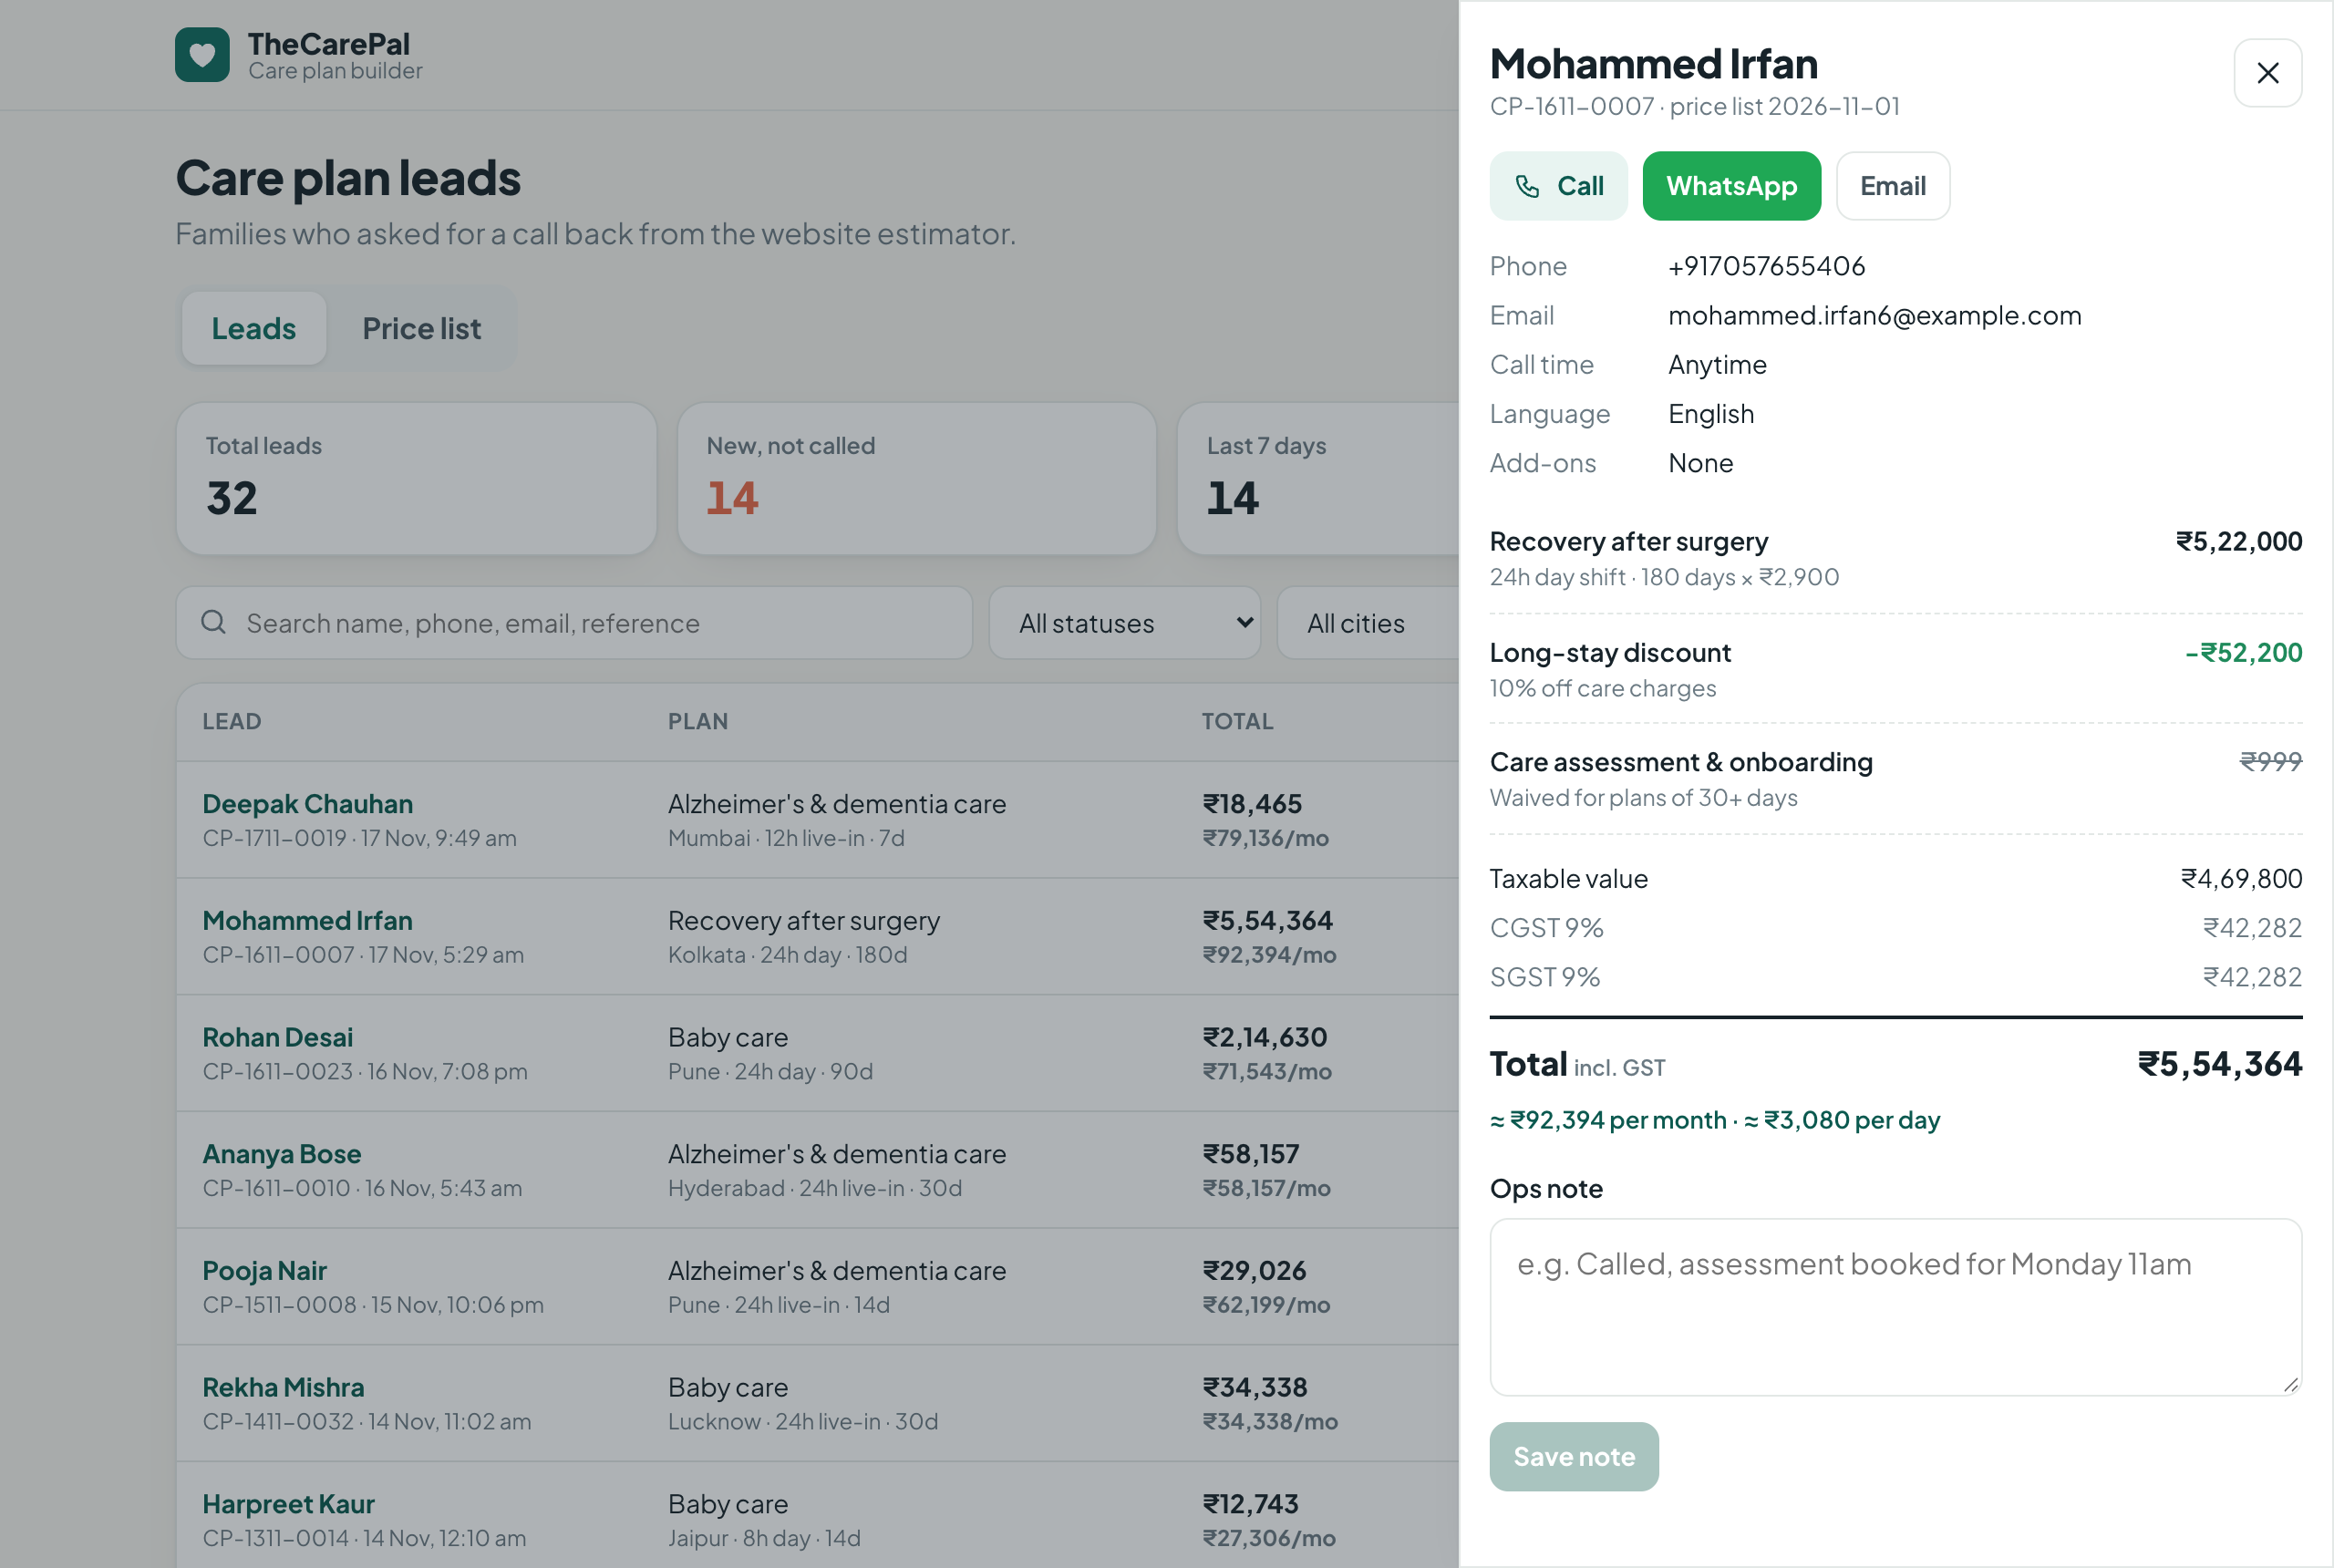 TheCarePal
Care plan builder
Care plan leads
Families who asked for a call back from the website estimator.
Leads
Price list
Total leads
32
New, not called
14
Last 7 days
14
Search name, phone, email, reference
All statuses
All cities
LEAD PLAN TOTAL
Deepak Chauhan Alzheimer's & dementia care ₹18,465
CP-1711-0019 · 17 Nov, 9:49 am Mumbai · 12h live-in · 7d ₹79,136/mo
Mohammed Irfan Recovery after surgery ₹5,54,364
CP-1611-0007 · 17 Nov, 5:29 am Kolkata · 24h day · 180d ₹92,394/mo
Rohan Desai Baby care ₹2,14,630
CP-1611-0023 · 16 Nov, 7:08 pm Pune · 24h day · 90d ₹71,543/mo
Ananya Bose Alzheimer's & dementia care ₹58,157
CP-1611-0010 · 16 Nov, 5:43 am Hyderabad · 24h live-in · 30d ₹58,157/mo
Pooja Nair Alzheimer's & dementia care ₹29,026
CP-1511-0008 · 15 Nov, 10:06 pm Pune · 24h live-in · 14d ₹62,199/mo
Rekha Mishra Baby care ₹34,338
CP-1411-0032 · 14 Nov, 11:02 am Lucknow · 24h live-in · 30d ₹34,338/mo
Harpreet Kaur Baby care ₹12,743
CP-1311-0014 · 14 Nov, 12:10 am Jaipur · 8h day · 14d ₹27,306/mo
Mohammed Irfan
CP-1611-0007 · price list 2026-11-01
Call
WhatsApp
Email
Phone +917057655406
Email mohammed.irfan6@example.com
Call time Anytime
Language English
Add-ons None
Recovery after surgery ₹5,22,000
24h day shift · 180 days × ₹2,900
Long-stay discount -₹52,200
10% off care charges
Care assessment & onboarding ₹999
Waived for plans of 30+ days
Taxable value ₹4,69,800
CGST 9% ₹42,282
SGST 9% ₹42,282
Total incl. GST ₹5,54,364
≈ ₹92,394 per month · ≈ ₹3,080 per day
Ops note
e.g. Called, assessment booked for Monday 11am
Save note